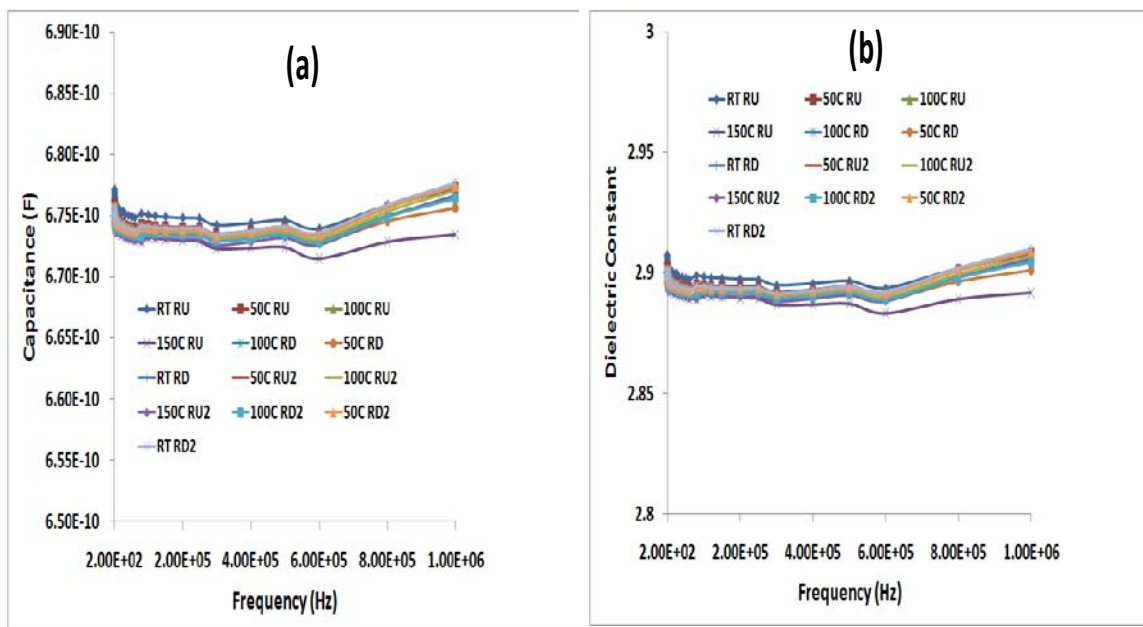 (a)
6.90E-10
6.85E-10
6.80E-10
6.75E-10
6.70E-10
6.65E-10
6.60E-10
6.55E-10
6.50E-10
Capacitance (F)
RT RU 50C RU 100C RU
150C RU 100C RD 50C RD
RT RD 50C RU2 100C RU2
150C RU2 100C RD2 50C RD2
RT RD2
2.00E+02 2.00E+05 4.00E+05 6.00E+05 8.00E+05 1.00E+06
Frequency (Hz)
(b)
3
2.95
2.9
2.85
2.8
Dielectric Constant
RT RU 50C RU 100C RU
150C RU 100C RD 50C RD
RT RD 50C RU2 100C RU2
150C RU2 100C RD2 50C RD2
RT RD2
2.00E+02 2.00E+05 4.00E+05 6.00E+05 8.00E+05 1.00E+06
Frequency (Hz)